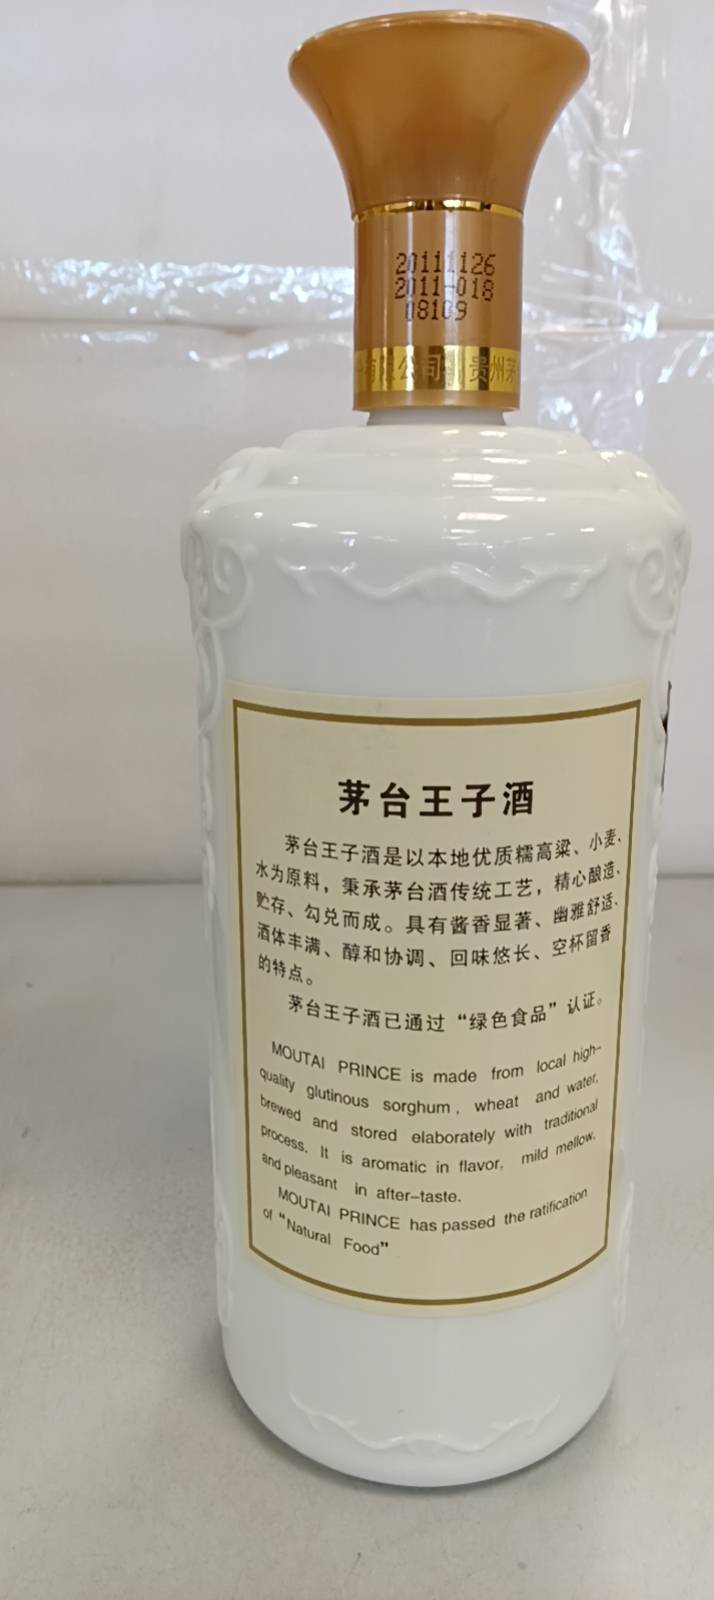 20111126
2011-018
08109
有限公司 贵州茅
茅台王子酒
茅台王子酒是以本地优质糯高粱、小麦、
水为原料，秉承茅台酒传统工艺，精心酿造、
贮存、勾兑而成。具有酱香显著、幽雅舒适、
酒体丰满、醇和协调、回味悠长、空杯留香
的特点。
茅台王子酒已通过“绿色食品”认证。
MOUTAI PRINCE is made from local high-
quality glutinous sorghum, wheat and water,
brewed and stored elaborately with traditional
process. It is aromatic in flavor, mild mellow,
and pleasant in after-taste.
MOUTAI PRINCE has passed the ratification
of "Natural Food"